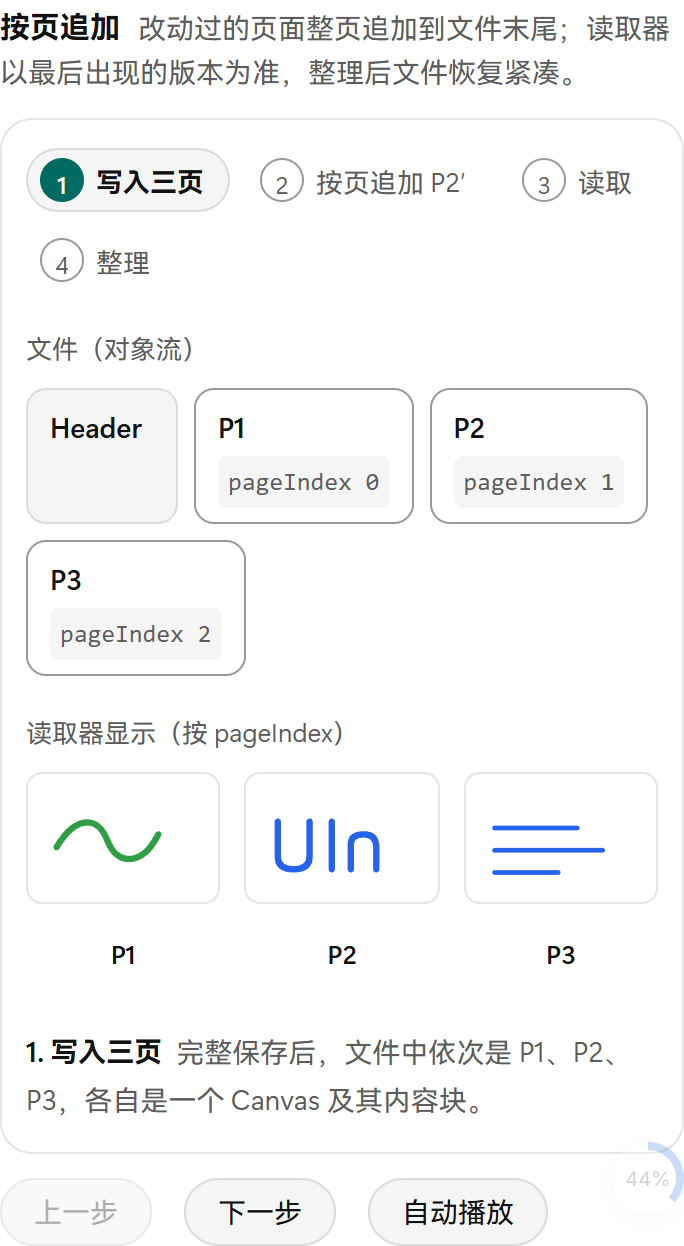 按页追加 改动过的页面整页追加到文件末尾；读取器
以最后出现的版本为准，整理后文件恢复紧凑。
1 写入三页 2 按页追加 P2′ 3 读取
4 整理
文件（对象流）
Header P1 P2
pageIndex 0 pageIndex 1
P3
pageIndex 2
读取器显示（按 pageIndex）
UIn
P1 P2 P3
1. 写入三页 完整保存后，文件中依次是 P1、P2、
P3，各自是一个 Canvas 及其内容块。
44%
上一步 下一步 自动播放